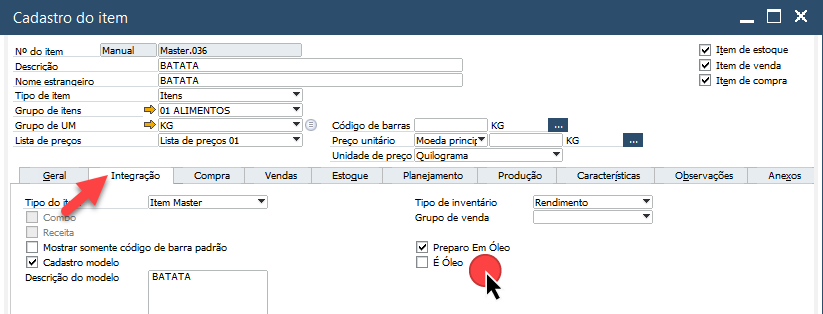 Cadastro do item
Nº do item Manual Master.036
Item de estoque
Descrição BATATA
Item de venda
Nome estrangeiro BATATA
Item de compra
Tipo de item Itens
Grupo de itens 01 ALIMENTOS
Grupo de UM KG Código de barras KG ...
Lista de preços Lista de preços 01 Preço unitário Moeda princip KG ...
Unidade de preço Quilograma
Geral Integração Compra Vendas Estoque Planejamento Produção Características Observações Anexos
Tipo do ite Item Master Tipo de inventário Rendimento
Combo Grupo de venda
Receita
Mostrar somente código de barra padrão Preparo Em Óleo
Cadastro modelo É Óleo
Descrição do modelo BATATA